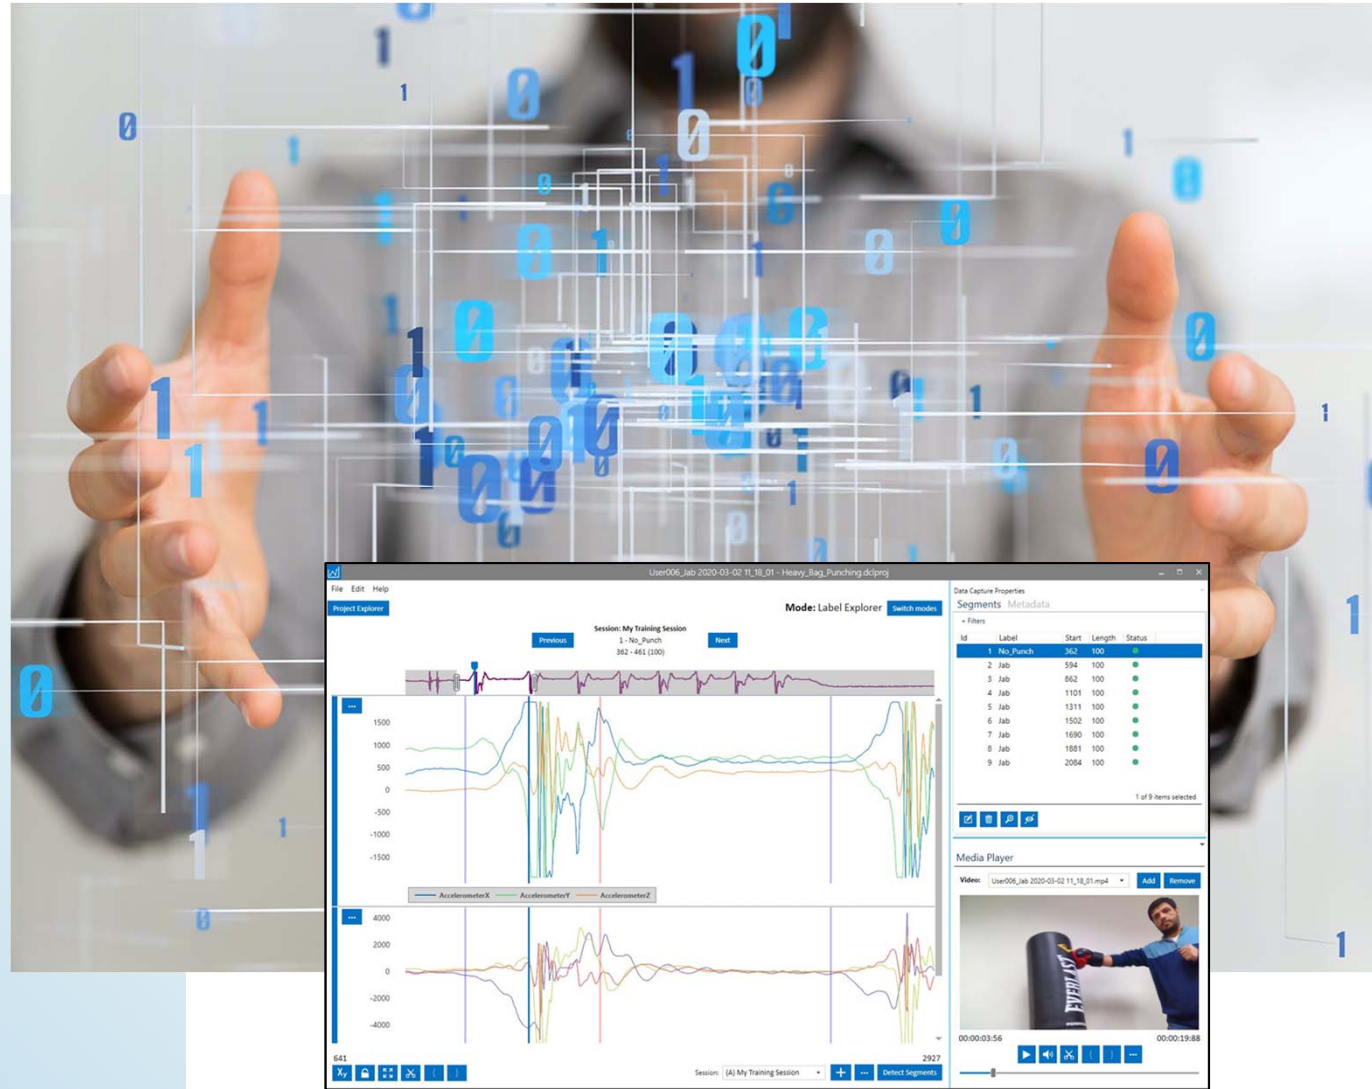 User006_Jab 2020-03-02 11_18_01 - Heavy_Bag_Punching.dclproj
File Edit Help
Project Explorer
Mode: Label Explorer Switch modes
Session: My Training Session
Previous 1 - No_Punch Next
362 - 461 (100)
1500
1000
500
0
-500
-1000
-1500
AccelerometerX AccelerometerY AccelerometerZ
4000
2000
0
-2000
-4000
641 2927
Session: (A) My Training Session Detect Segments
Data Capture Properties
Segments Metadata
Filters
Id Label Start Length Status
1 No_Punch 362 100
2 Jab 594 100
3 Jab 862 100
4 Jab 1101 100
5 Jab 1311 100
6 Jab 1502 100
7 Jab 1690 100
8 Jab 1881 100
9 Jab 2084 100
1 of 9 items selected
Media Player
Video: User006_Jab 2020-03-02 11_18_01.mp4 Add Remove
EVERLAST
00:00:03:56 00:00:19:88